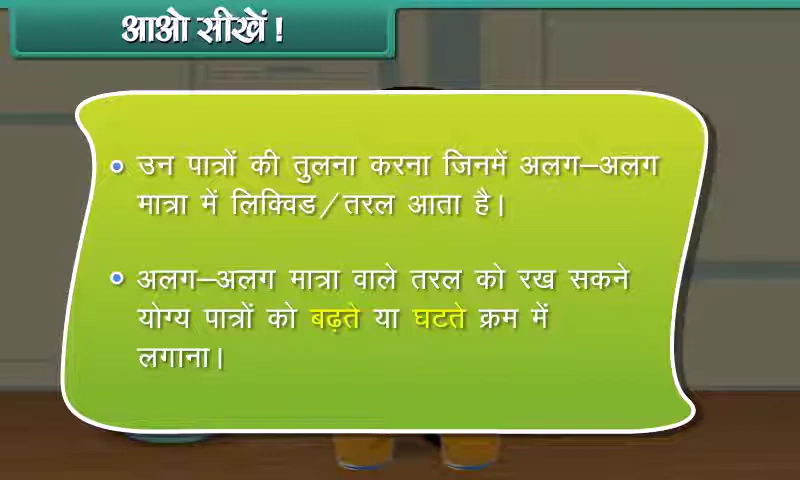 आओ सीखें!
उन पात्रों की तुलना करना जिनमें अलग–अलग
मात्रा में लिक्विड/तरल आता है।
अलग–अलग मात्रा वाले तरल को रख सकने
योग्य पात्रों को बढ़ते या घटते क्रम में
लगाना।